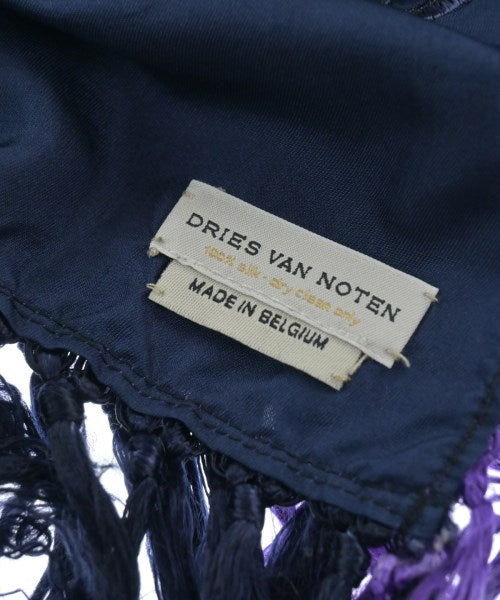 DRIES VAN NOTEN
100% silk - dry clean only
MADE IN BELGIUM